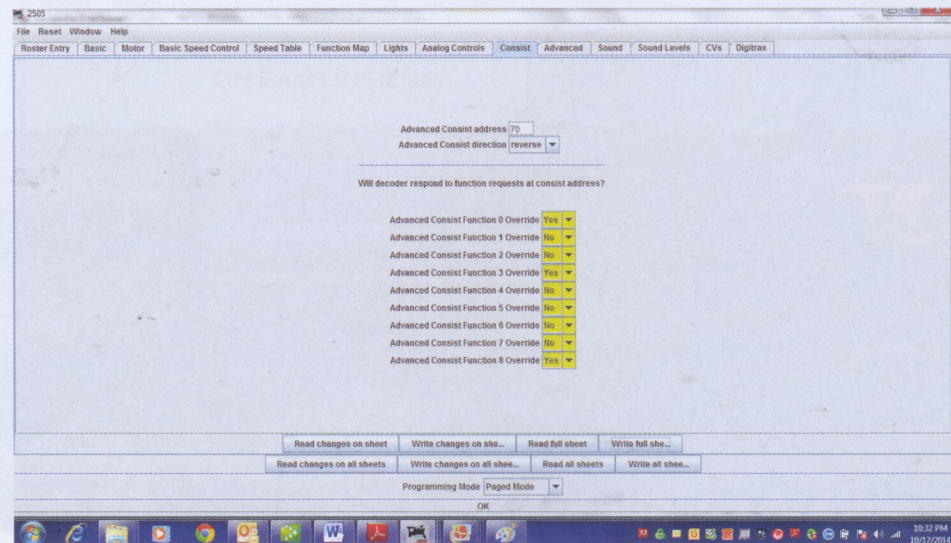 2505
File Reset Window Help
Roster Entry Basic Motor Basic Speed Control Speed Table Function Map Lights Analog Controls Consist Advanced Sound Sound Levels CVs Digitrax
Advanced Consist address 70
Advanced Consist direction reverse
Will decoder respond to function requests at consist address?
Advanced Consist Function 0 Override Yes
Advanced Consist Function 1 Override No
Advanced Consist Function 2 Override No
Advanced Consist Function 3 Override Yes
Advanced Consist Function 4 Override No
Advanced Consist Function 5 Override No
Advanced Consist Function 6 Override No
Advanced Consist Function 7 Override No
Advanced Consist Function 8 Override Yes
Read changes on sheet Write changes on she... Read full sheet Write full she...
Read changes on all sheets Write changes on all shee... Read all sheets Write all shee...
Programming Mode Paged Mode
OK
10:32 PM